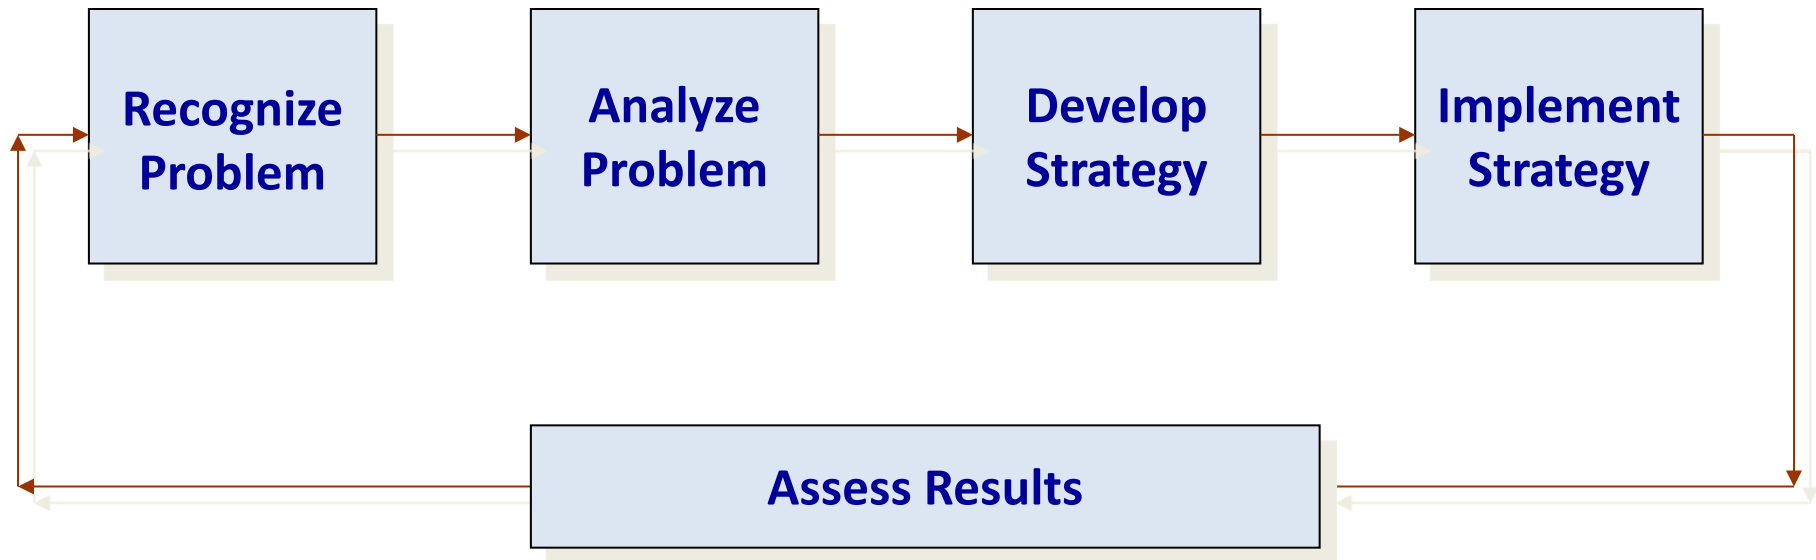 Recognize
Problem
Analyze
Problem
Develop
Strategy
Implement
Strategy
Assess Results